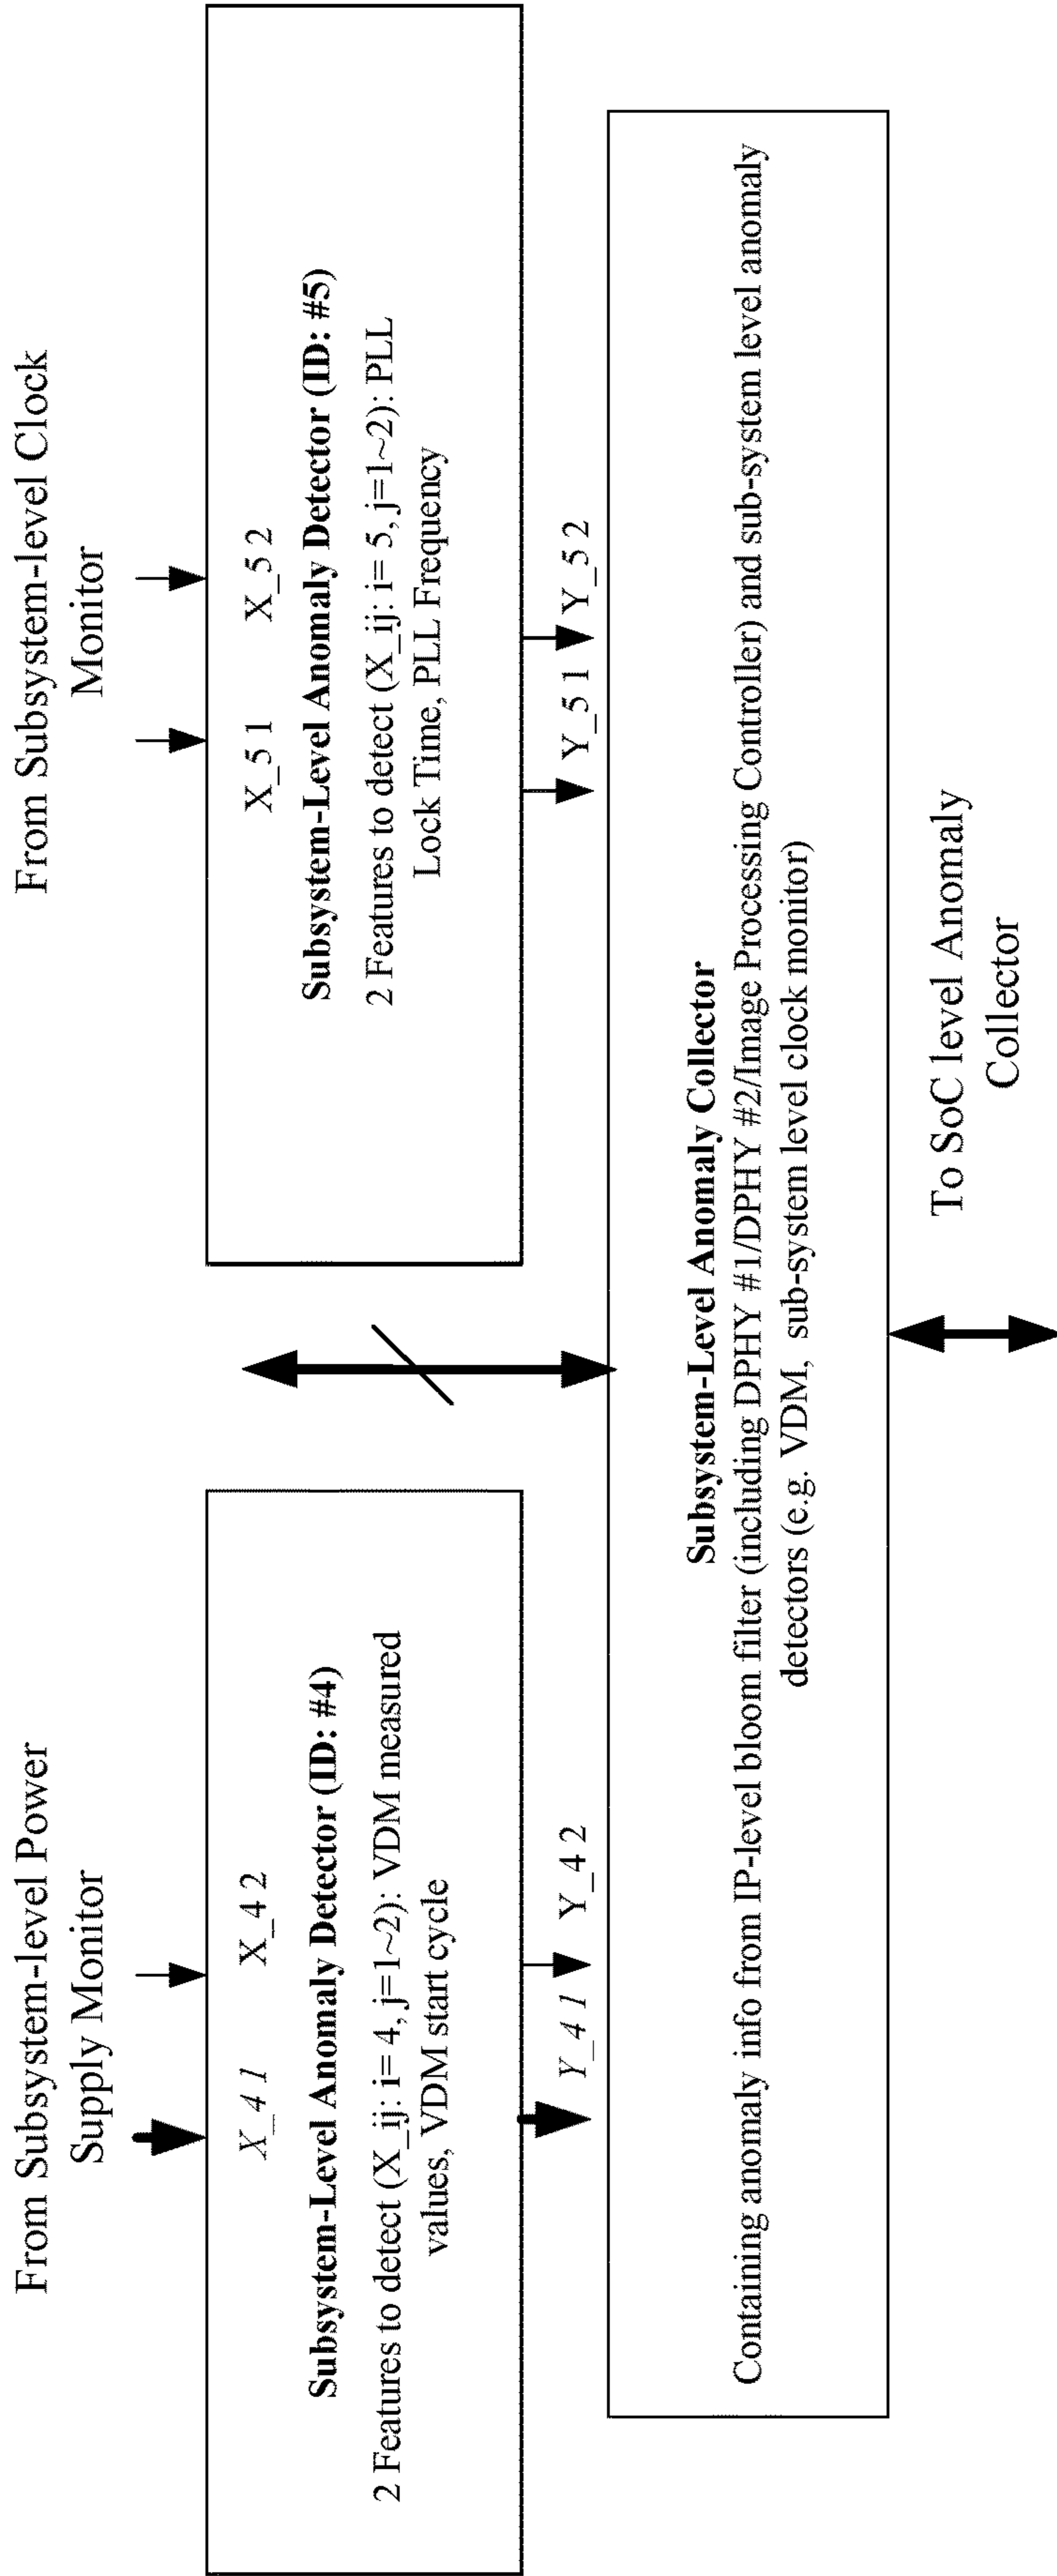 From Subsystem-level Power
Supply Monitor
X_4 1 X_4 2
Subsystem-Level Anomaly Detector (ID: #4)
2 Features to detect (X_ij: i= 4, j=1~2): VDM measured
values, VDM start cycle
Y_4 1 Y_4 2
From Subsystem-level Clock
Monitor
X_5 1 X_5 2
Subsystem-Level Anomaly Detector (ID: #5)
2 Features to detect (X_ij: i= 5, j=1~2): PLL
Lock Time, PLL Frequency
Y_5 1 Y_5 2
Subsystem-Level Anomaly Collector
Containing anomaly info from IP-level bloom filter (including DPHY #1/DPHY #2/Image Processing Controller) and sub-system level anomaly
detectors (e.g. VDM, sub-system level clock monitor)
To SoC level Anomaly
Collector